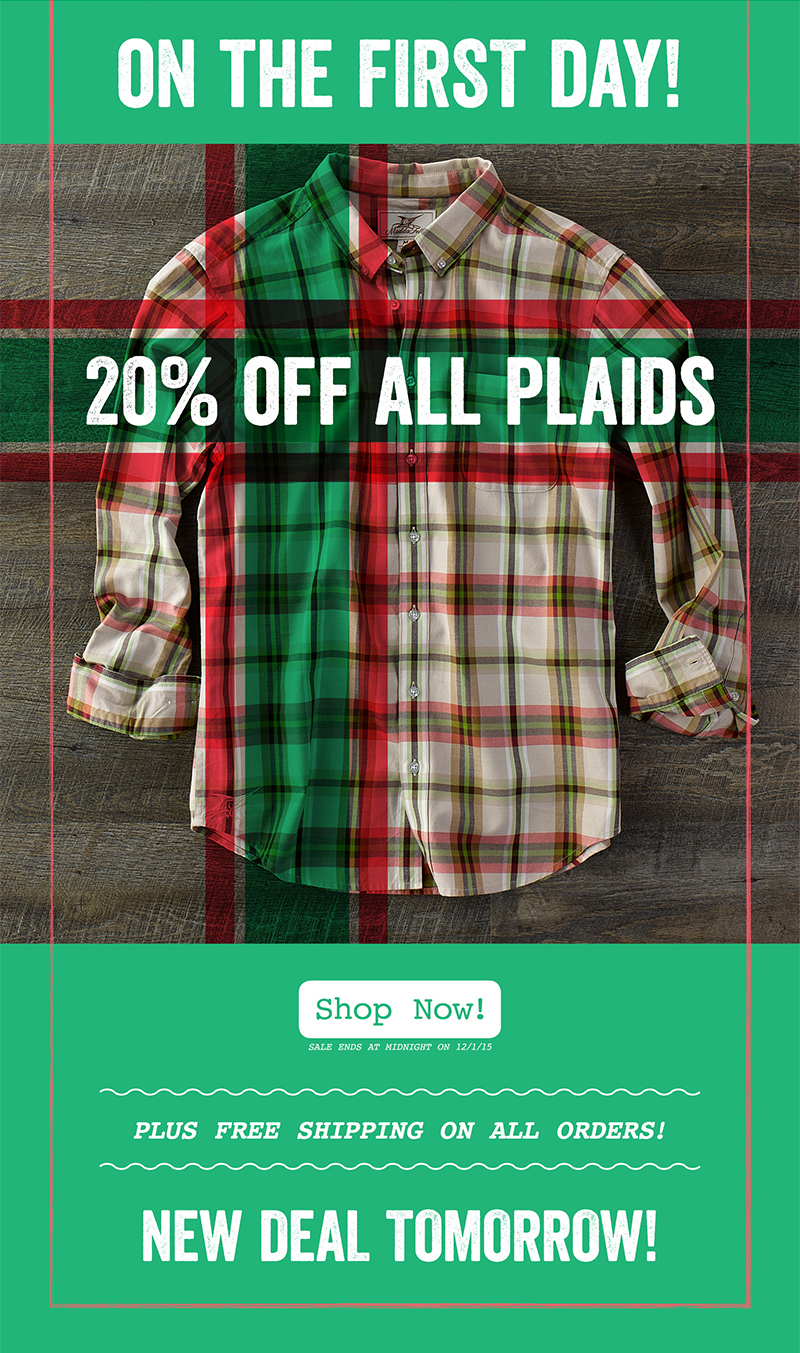 ON THE FIRST DAY!
20% OFF ALL PLAIDS
Shop Now!
SALE ENDS AT MIDNIGHT ON 12/1/15
PLUS FREE SHIPPING ON ALL ORDERS!
NEW DEAL TOMORROW!